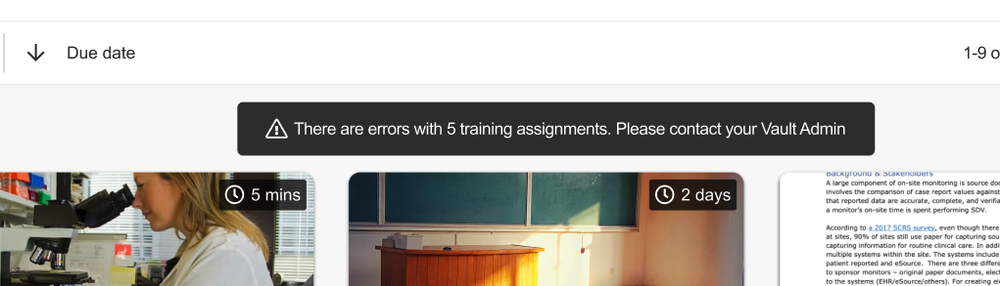 Due date
1-9 o
There are errors with 5 training assignments. Please contact your Vault Admin
5 mins
2 days
Background & Stakeholders
A large component of on-site monitoring is source doc
involves the comparison of case report values against
that reported data are accurate, complete, and verifia
a monitor's on-site time is spent performing SDV.
According to a 2017 SCRS survey, even though there
at sites, 90% of sites still use paper for capturing sou
capturing information for routine clinical care. In addi
multiple systems within the site. The systems include
patient reported and eSource. There are three differe
to sponsor monitors – original paper documents, elect
to the systems (EHR/eSource/others). For creating el